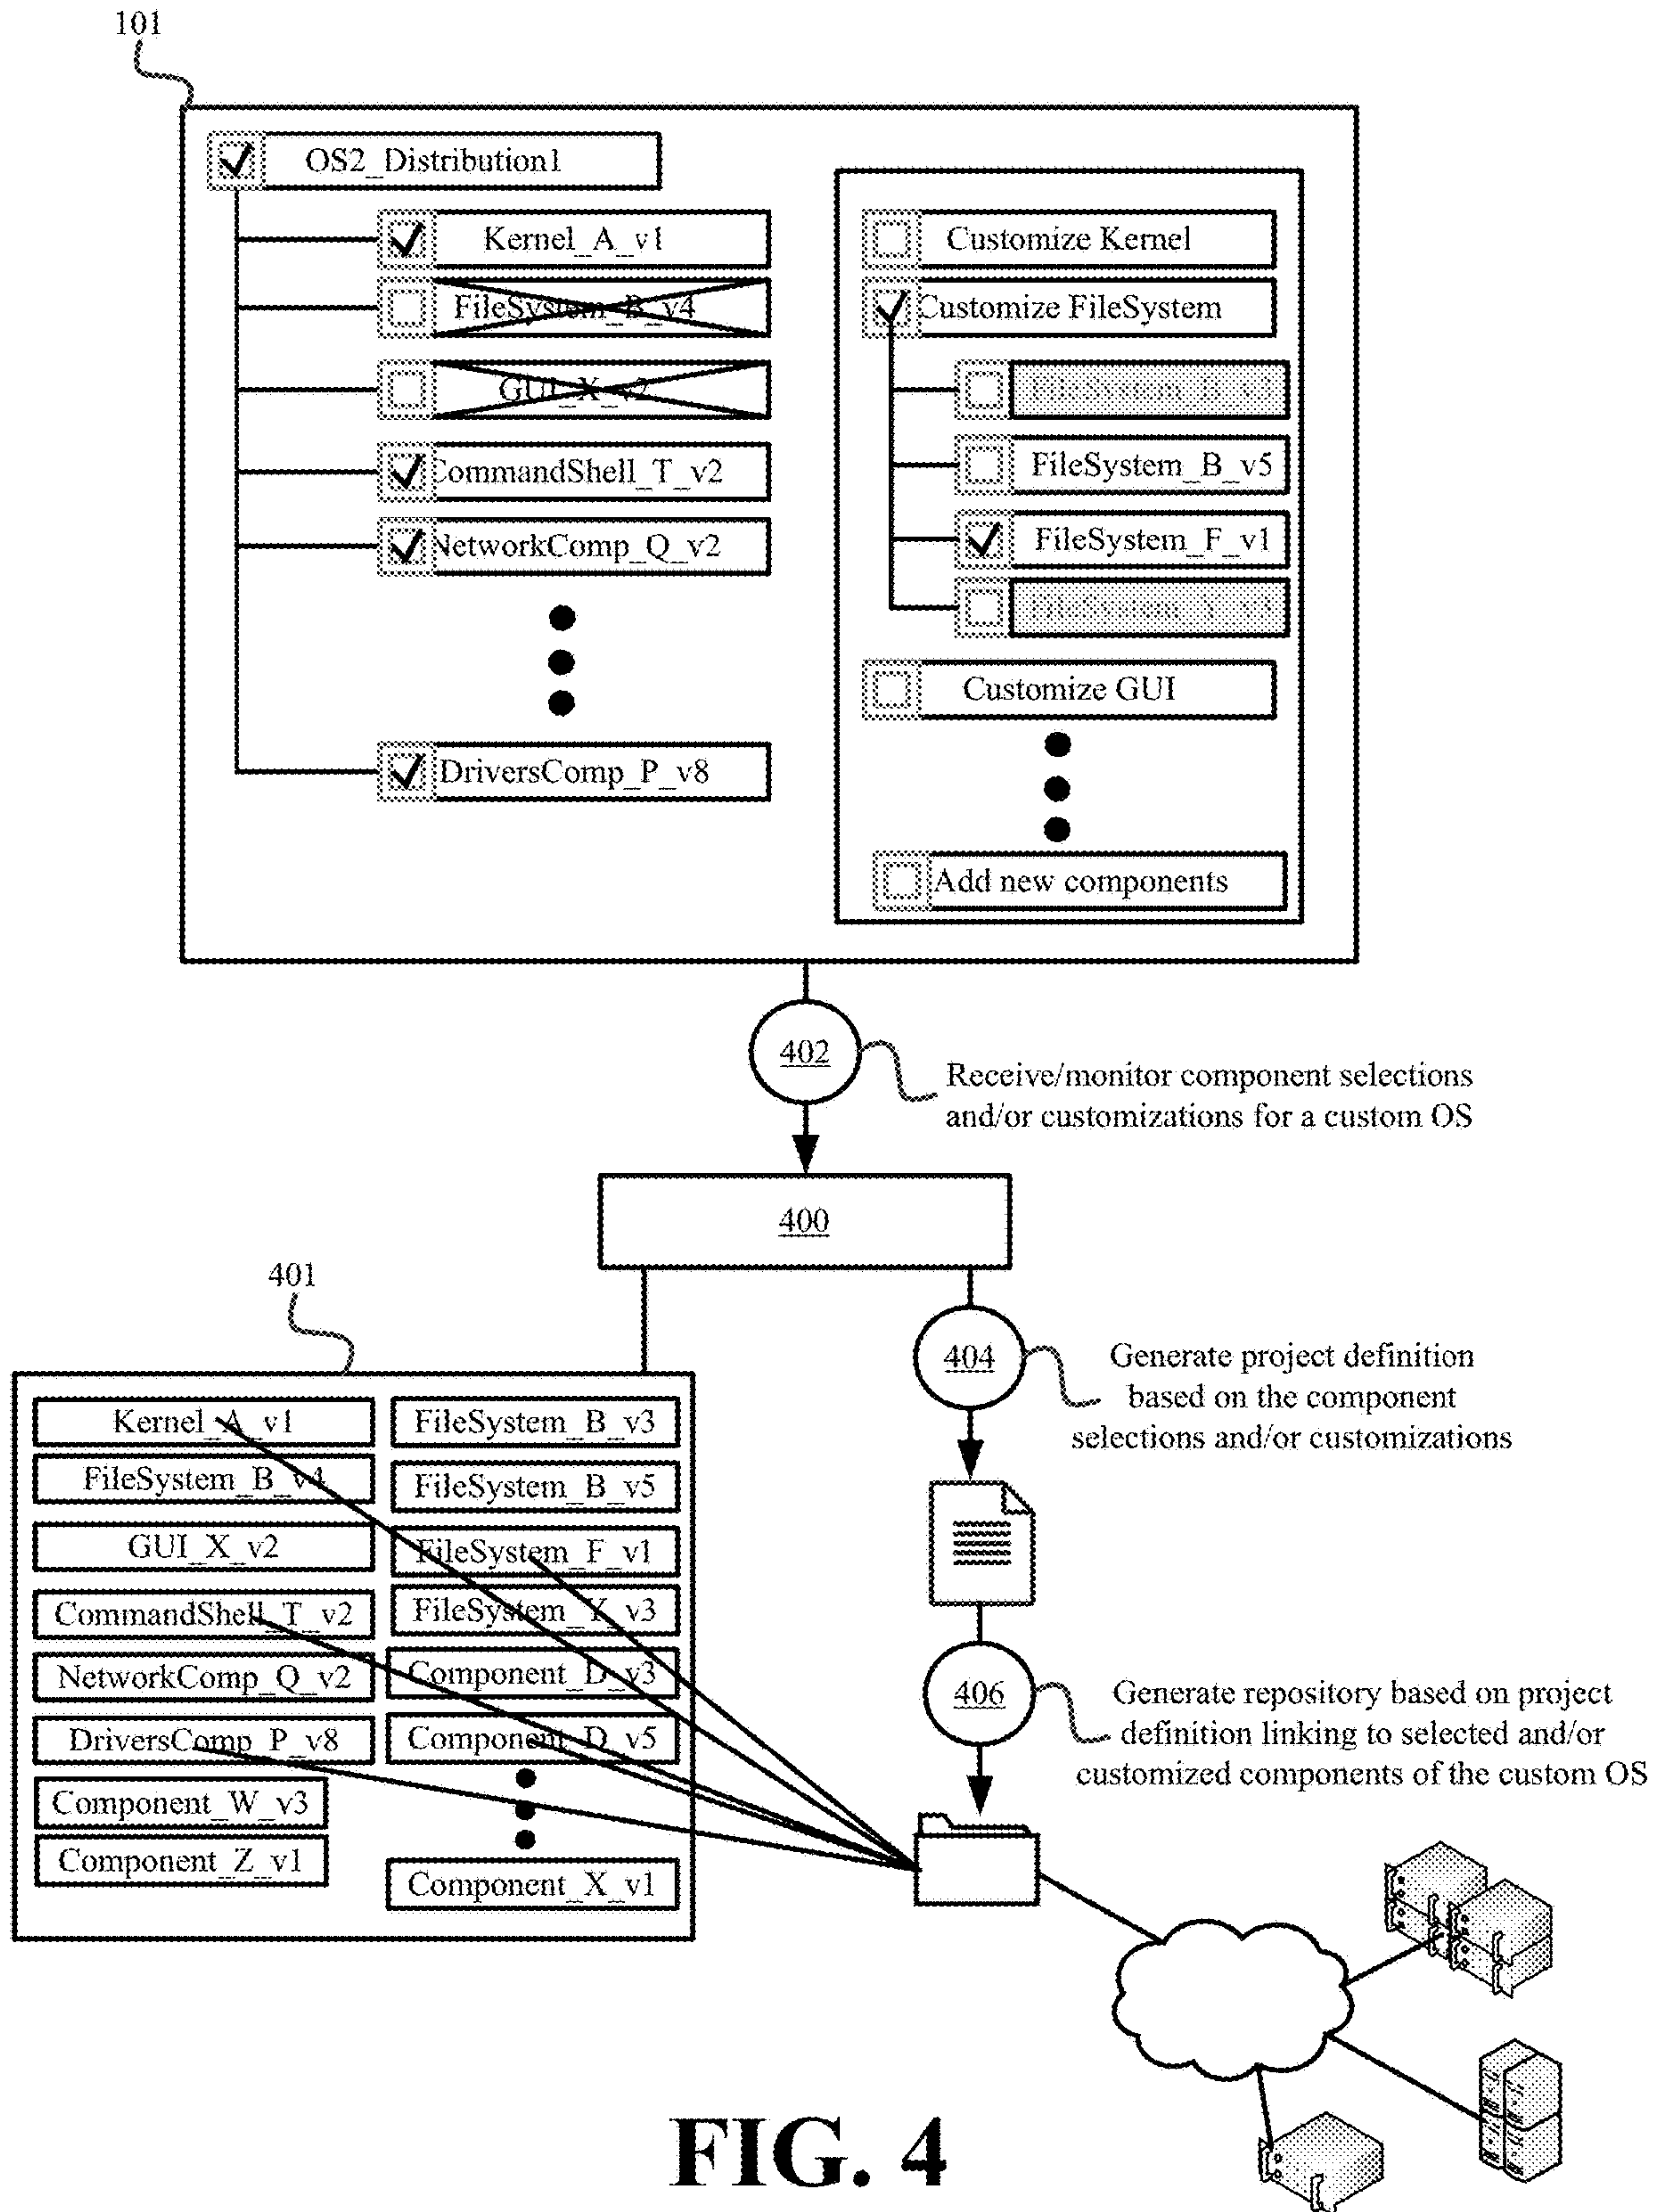 101
OS2_Distribution1
Kernel_A_v1
FileSystem_B_v4
GUI_X_v2
CommandShell_T_v2
NetworkComp_Q_v2
DriversComp_P_v8
Customize Kernel
Customize FileSystem
FileSystem_B_v5
FileSystem_F_v1
FileSystem_Y_v3
Customize GUI
Add new components
402
Receive/monitor component selections
and/or customizations for a custom OS
400
401
404
Generate project definition
based on the component
selections and/or customizations
Kernel_A_v1
FileSystem_B_v4
GUI_X_v2
CommandShell_T_v2
NetworkComp_Q_v2
DriversComp_P_v8
Component_W_v3
Component_Z_v1
FileSystem_B_v3
FileSystem_B_v5
FileSystem_F_v1
FileSystem_Y_v3
Component_D_v3
Component_D_v5
Component_X_v1
406
Generate repository based on project
definition linking to selected and/or
customized components of the custom OS
FIG. 4